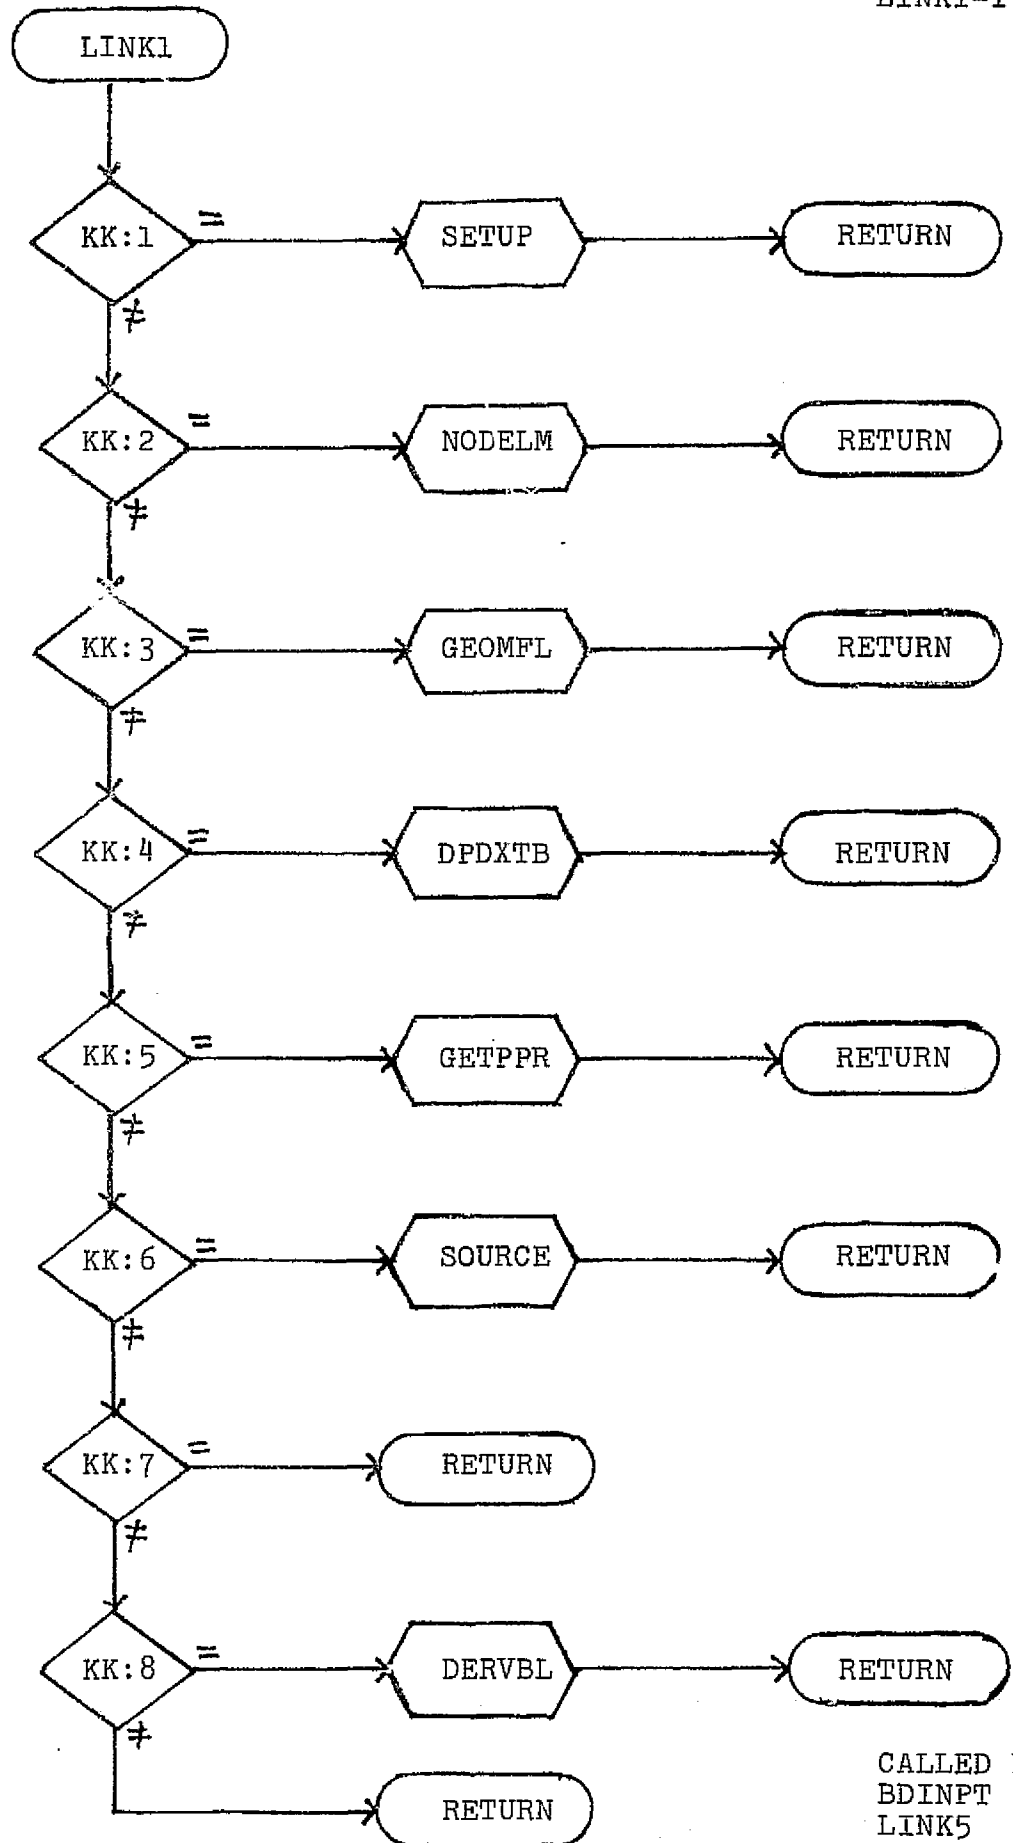 LINK1-1
LINK1
KK:1 = SETUP RETURN
≠
KK:2 = NODELM RETURN
≠
KK:3 = GEOMFL RETURN
≠
KK:4 = DPDXTB RETURN
≠
KK:5 = GETPPR RETURN
≠
KK:6 = SOURCE RETURN
≠
KK:7 = RETURN
≠
KK:8 = DERVBL RETURN
≠
RETURN
CALLED
BDINPT
LINK5